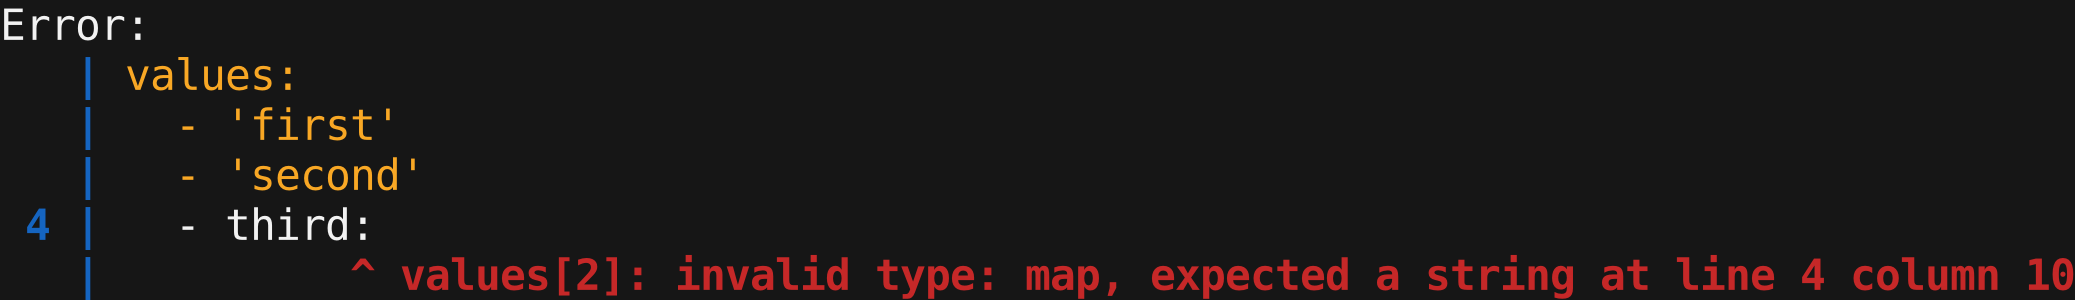 Error:
   | values:
   |   - 'first'
   |   - 'second'
 4 |   - third:
   |          ^ values[2]: invalid type: map, expected a string at line 4 column 10